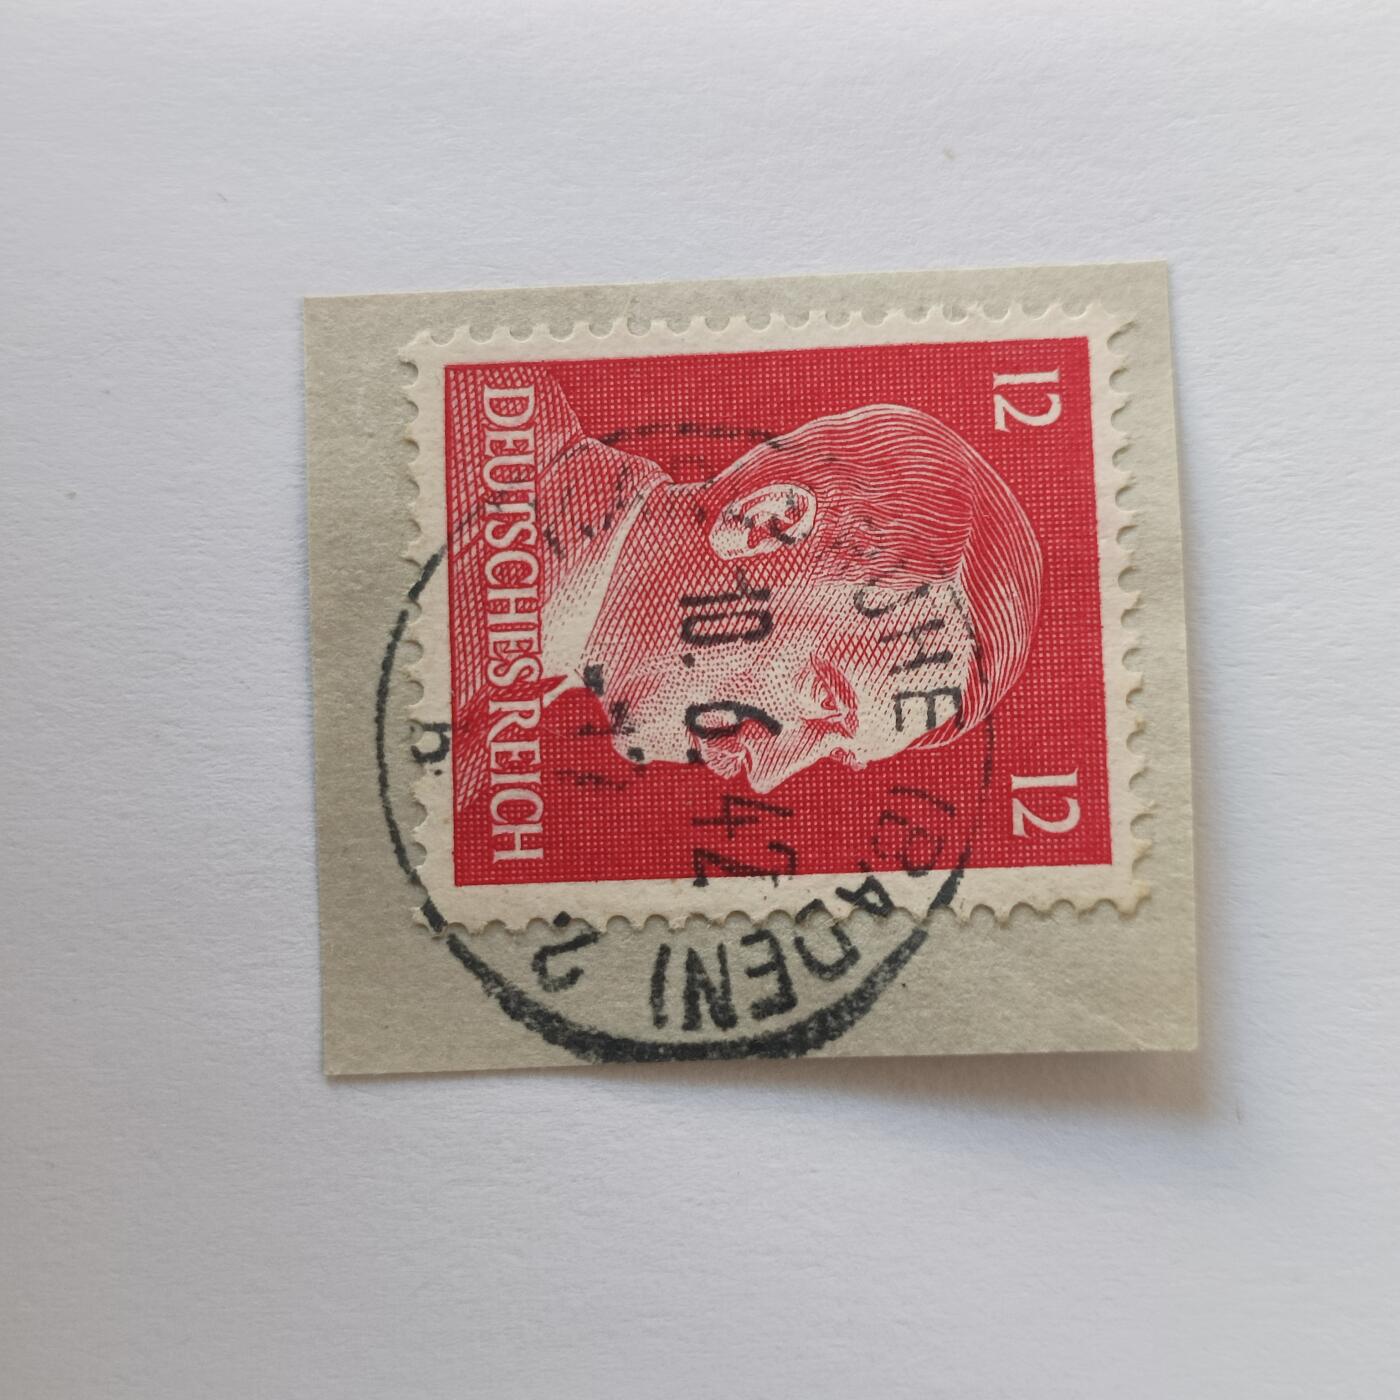 12 12
DEUTSCHES REICH
(BADEN) 2
10.6.42
b